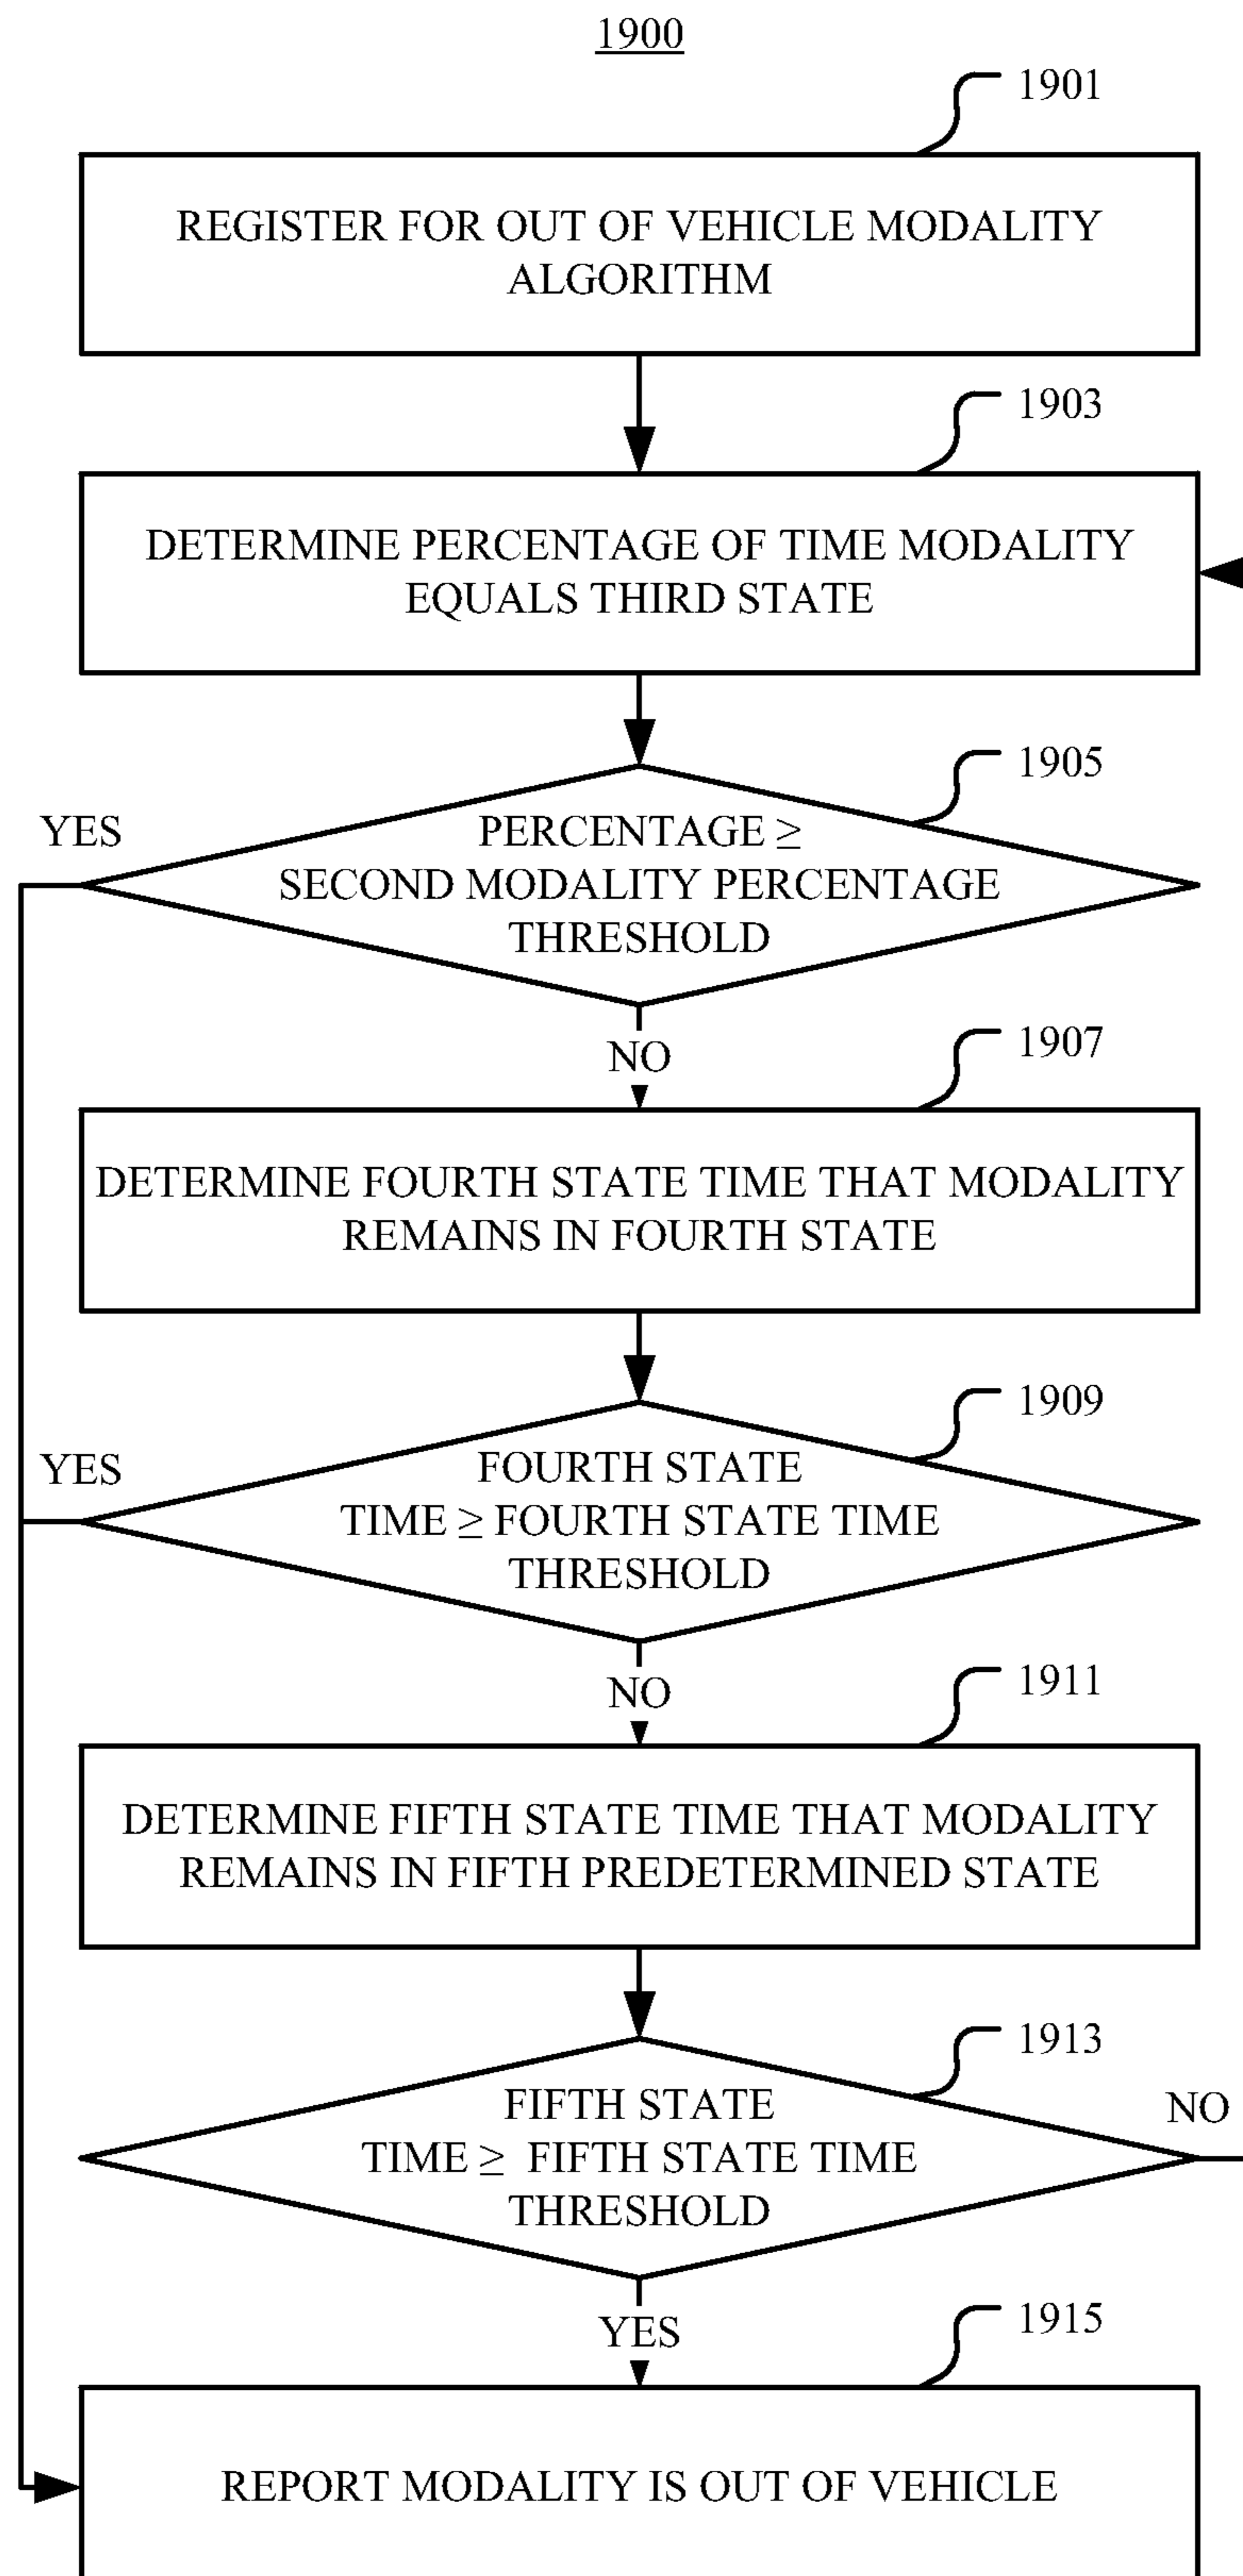 1900
1901
REGISTER FOR OUT OF VEHICLE MODALITY
ALGORITHM
1903
DETERMINE PERCENTAGE OF TIME MODALITY
EQUALS THIRD STATE
1905
YES
PERCENTAGE ≥
SECOND MODALITY PERCENTAGE
THRESHOLD
NO
1907
DETERMINE FOURTH STATE TIME THAT MODALITY
REMAINS IN FOURTH STATE
1909
YES
FOURTH STATE
TIME ≥ FOURTH STATE TIME
THRESHOLD
NO
1911
DETERMINE FIFTH STATE TIME THAT MODALITY
REMAINS IN FIFTH PREDETERMINED STATE
1913
FIFTH STATE
NO
TIME ≥ FIFTH STATE TIME
THRESHOLD
YES
1915
REPORT MODALITY IS OUT OF VEHICLE